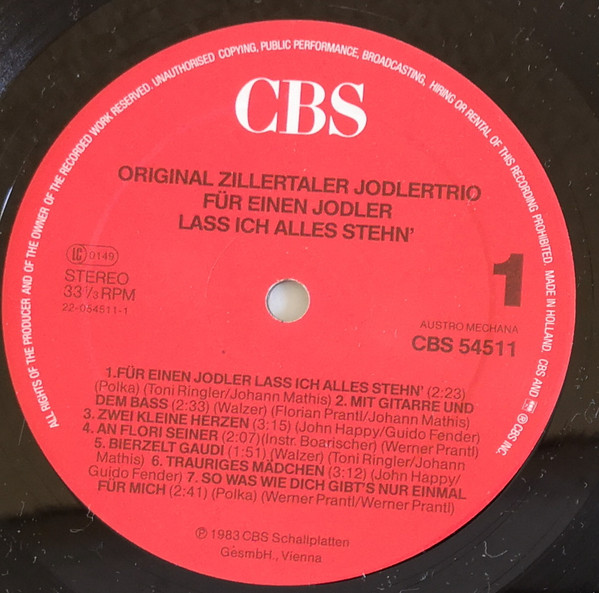 ALL RIGHTS OF THE PRODUCER AND OF THE OWNER OF THE RECORDED WORK RESERVED. UNAUTHORISED COPYING, PUBLIC PERFORMANCE, BROADCASTING, HIRING OR RENTAL OF THIS RECORDING PROHIBITED. MADE IN HOLLAND. CBS AND ® © CBS INC.
CBS
ORIGINAL ZILLERTALER JODLERTRIO
FÜR EINEN JODLER
LASS ICH ALLES STEHN'
LC 0149
STEREO
33⅓ RPM
22-054511-1
1
AUSTRO MECHANA
CBS 54511
1.FÜR EINEN JODLER LASS ICH ALLES STEHN' (2:23)
(Polka) (Toni Ringler/Johann Mathis) 2. MIT GITARRE UND
DEM BASS (2:33) (Walzer) (Florian Prantl/Johann Mathis)
3. ZWEI KLEINE HERZEN (3:15) (John Happy/Guido Fender)
4. AN FLORI SEINER (2:07)(Instr. Boarischer) (Werner Prantl)
5. BIERZELT GAUDI (1:51) (Walzer) (Toni Ringler/Johann
Mathis) 6. TRAURIGES MÄDCHEN (3:12) (John Happy/
Guido Fender) 7. SO WAS WIE DICH GIBT'S NUR EINMAL
FÜR MICH (2:41) (Polka) (Werner Prantl/Werner Prantl)
℗ 1983 CBS Schallplatten
GesmbH., Vienna